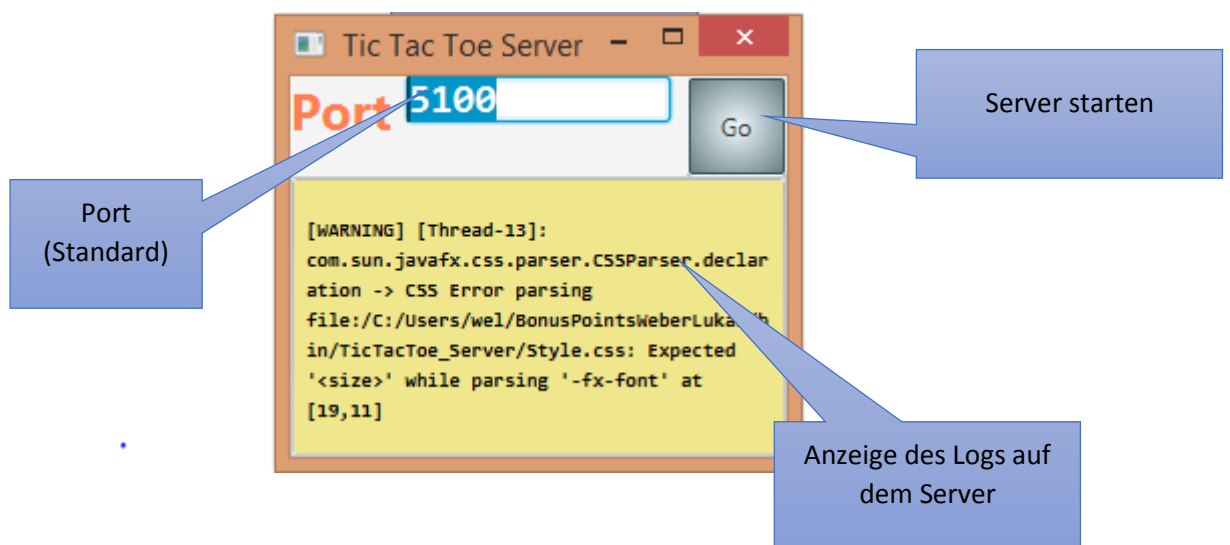 Tic Tac Toe Server
Port 5100
Go
Server starten
Port
(Standard)
[WARNING] [Thread-13]:
com.sun.javafx.css.parser.CSSParser.declar
ation -> CSS Error parsing
file:/C:/Users/wel/BonusPointsWeberLuka /b
in/TicTacToe_Server/Style.css: Expected
'<size>' while parsing '-fx-font' at
[19,11]
Anzeige des Logs auf
dem Server